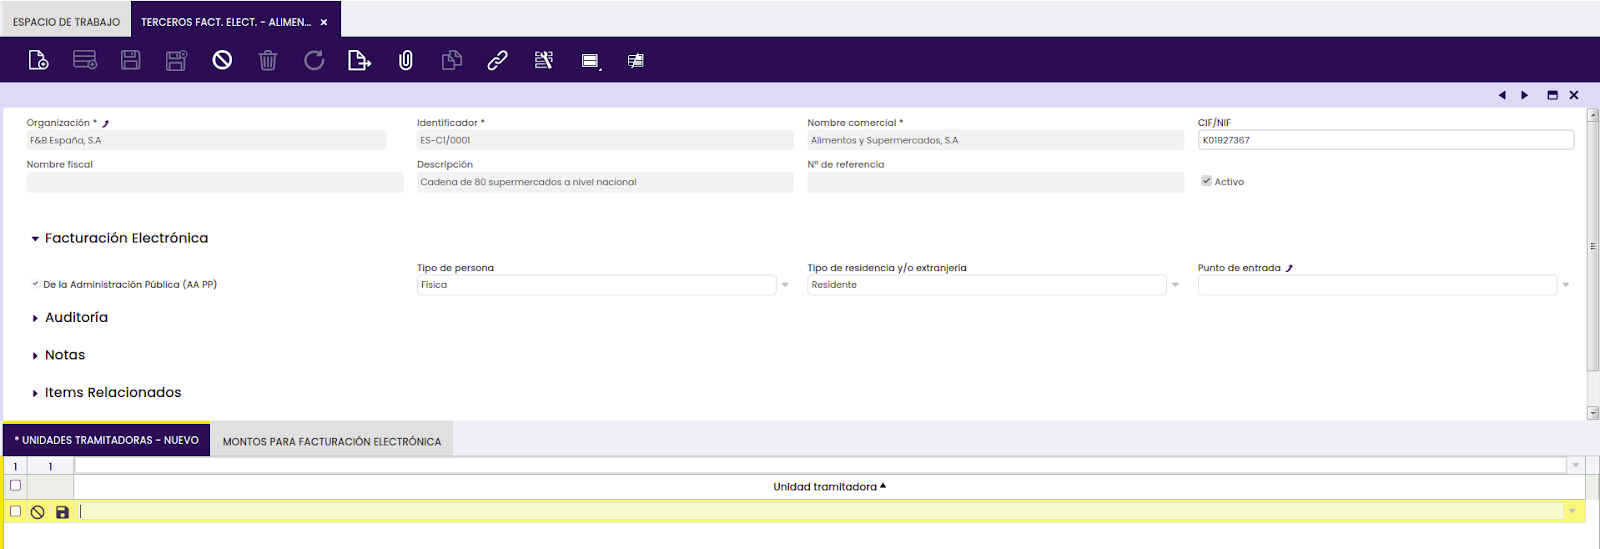 ESPACIO DE TRABAJO
TERCEROS FACT. ELECT. - ALIMEN... ×
Organización *
Identificador *
Nombre comercial *
CIF/NIF
F&B España, S.A
ES-C1/0001
Alimentos y Supermercados, S.A
K01927367
Nombre fiscal
Descripción
Nº de referencia
Cadena de 80 supermercados a nivel nacional
Activo
Facturación Electrónica
Tipo de persona
Tipo de residencia y/o extranjería
Punto de entrada
De la Administración Pública (AA PP)
Física
Residente
Auditoría
Notas
Items Relacionados
* UNIDADES TRAMITADORAS - NUEVO
MONTOS PARA FACTURACIÓN ELECTRÓNICA
1 1
Unidad tramitadora